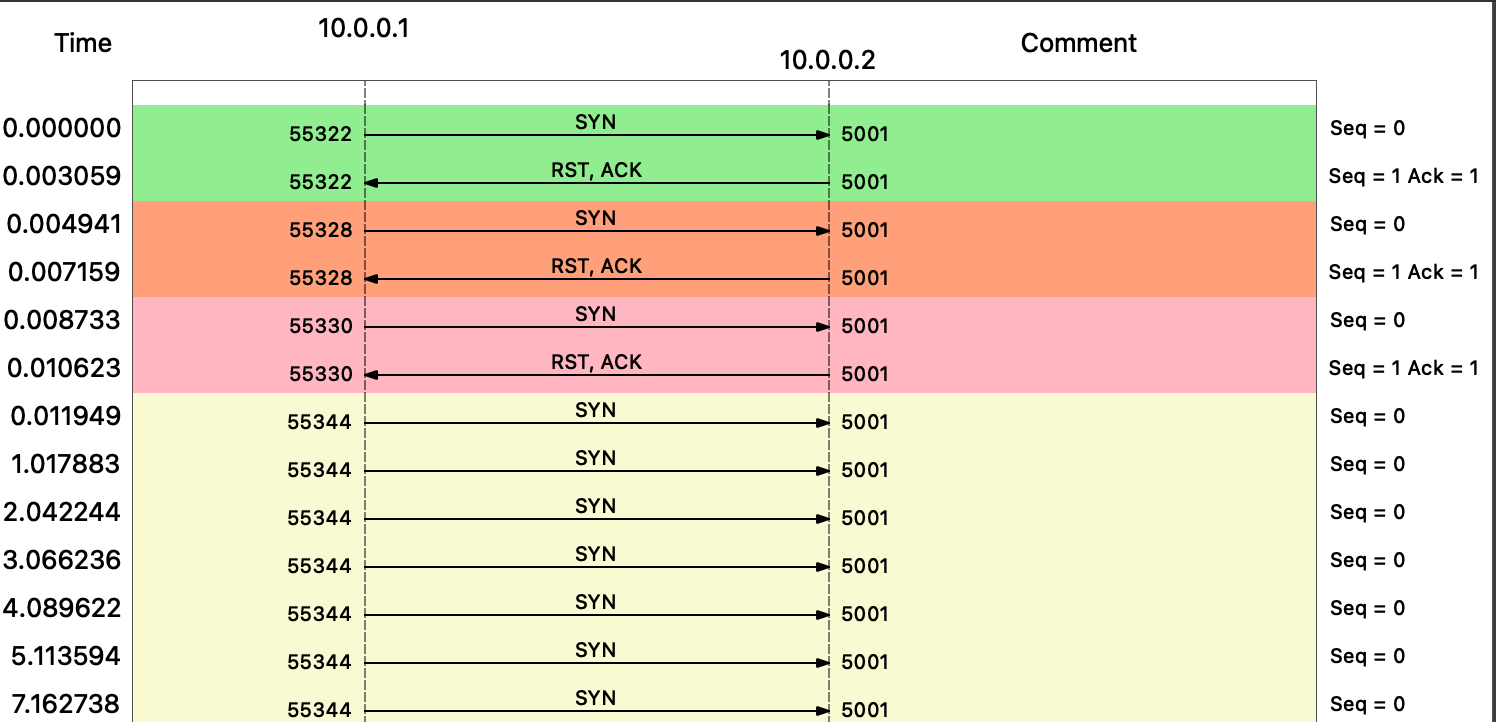 10.0.0.1
Time Comment
10.0.0.2
SYN
0.000000 55322 5001 Seq = 0
RST, ACK
0.003059 55322 5001 Seq = 1 Ack = 1
SYN
0.004941 55328 5001 Seq = 0
RST, ACK
0.007159 55328 5001 Seq = 1 Ack = 1
SYN
0.008733 55330 5001 Seq = 0
RST, ACK
0.010623 55330 5001 Seq = 1 Ack = 1
SYN
0.011949 55344 5001 Seq = 0
SYN
1.017883 55344 5001 Seq = 0
SYN
2.042244 55344 5001 Seq = 0
SYN
3.066236 55344 5001 Seq = 0
SYN
4.089622 55344 5001 Seq = 0
SYN
5.113594 55344 5001 Seq = 0
SYN
7.162738 55344 5001 Seq = 0